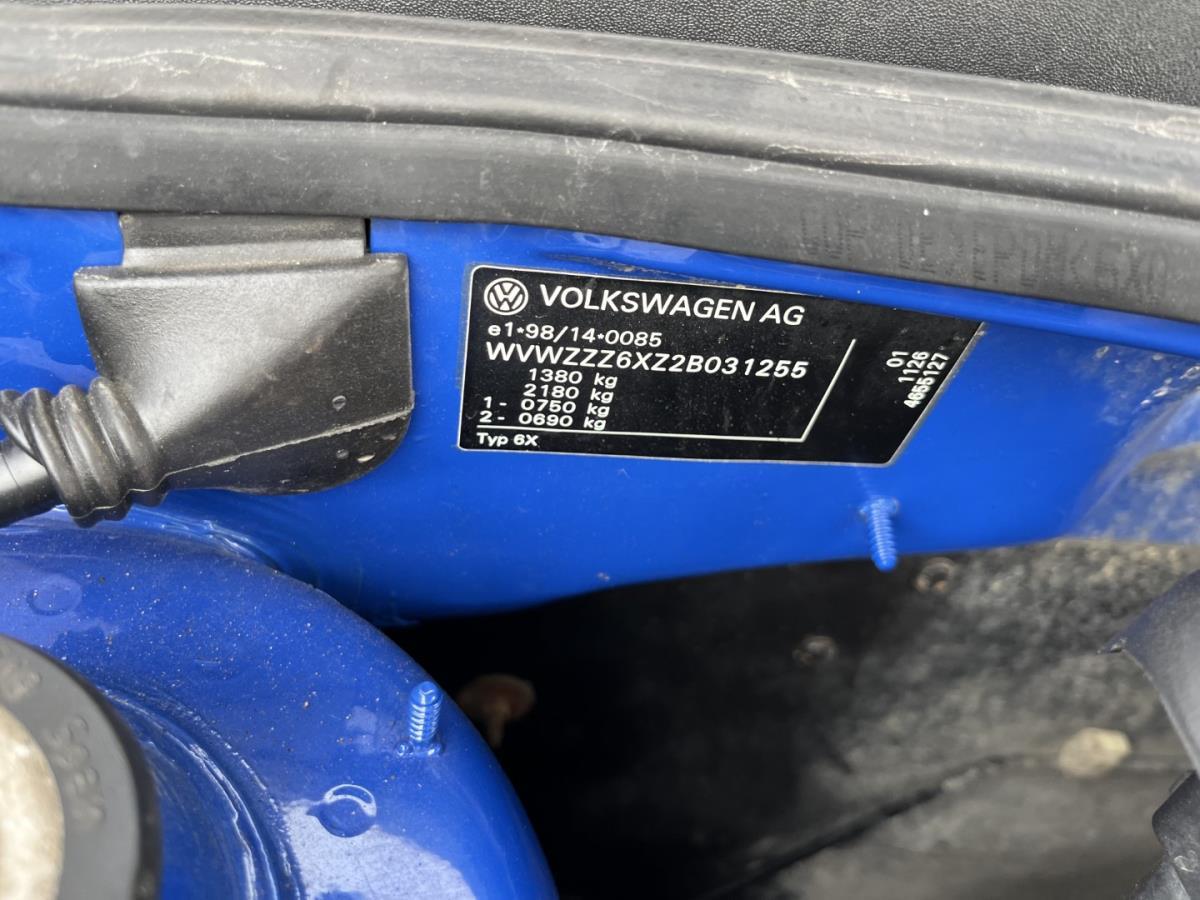 VOLKSWAGEN AG
e1*98/14*0085
WVWZZZ6XZ2B031255
1380 kg
2180 kg
1- 0750 kg
2- 0690 kg
Typ 6X
01
1126
4655127